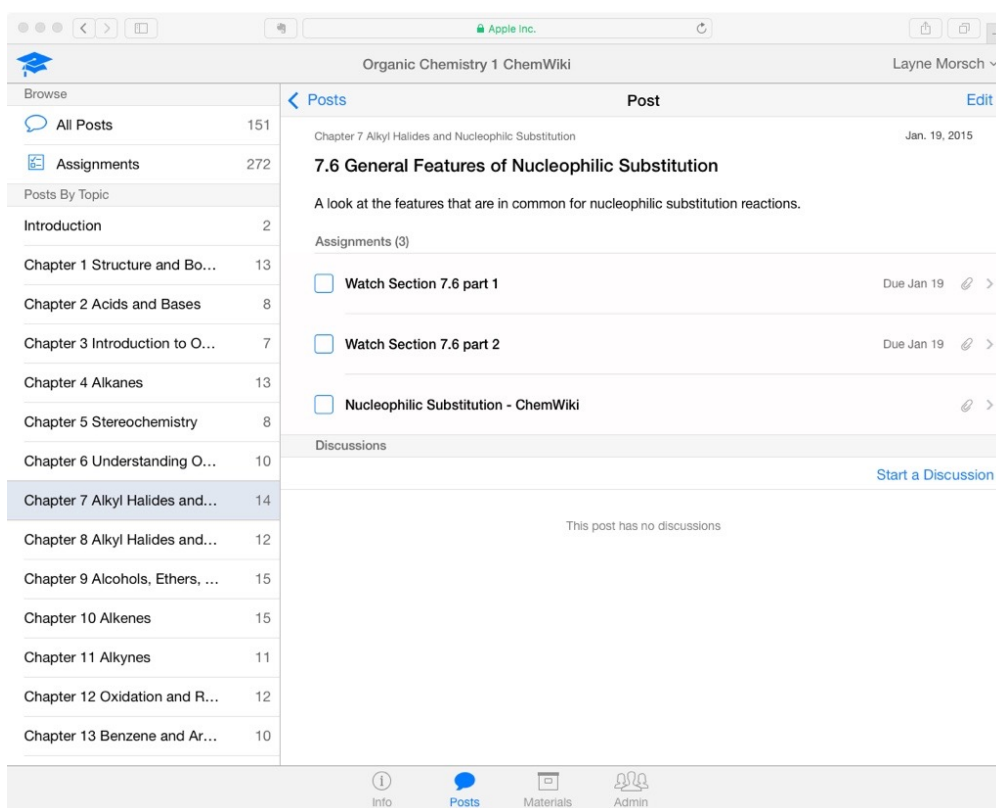 Apple Inc.
Organic Chemistry 1 ChemWiki
Layne Morsch
Browse
All Posts 151
Assignments 272
Posts By Topic
Introduction 2
Chapter 1 Structure and Bo... 13
Chapter 2 Acids and Bases 8
Chapter 3 Introduction to O... 7
Chapter 4 Alkanes 13
Chapter 5 Stereochemistry 8
Chapter 6 Understanding O... 10
Chapter 7 Alkyl Halides and... 14
Chapter 8 Alkyl Halides and... 12
Chapter 9 Alcohols, Ethers, ... 15
Chapter 10 Alkenes 15
Chapter 11 Alkynes 11
Chapter 12 Oxidation and R... 12
Chapter 13 Benzene and Ar... 10
Posts
Post
Edit
Chapter 7 Alkyl Halides and Nucleophilc Substitution
Jan. 19, 2015
7.6 General Features of Nucleophilic Substitution
A look at the features that are in common for nucleophilic substitution reactions.
Assignments (3)
Watch Section 7.6 part 1 Due Jan 19
Watch Section 7.6 part 2 Due Jan 19
Nucleophilic Substitution - ChemWiki
Discussions
Start a Discussion
This post has no discussions
Info
Posts
Materials
Admin